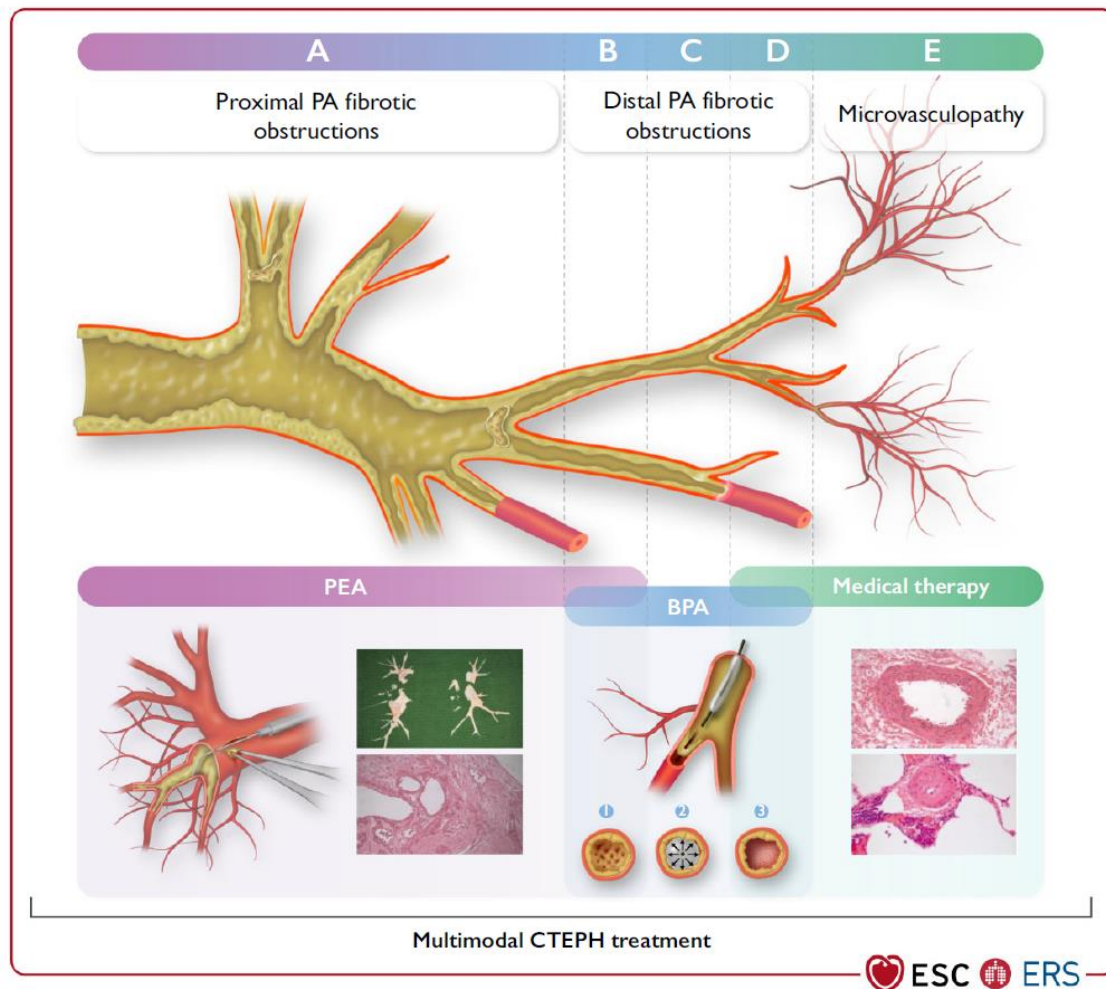 A B C D E
Proximal PA fibrotic
obstructions
Distal PA fibrotic
obstructions
Microvasculopathy
PEA
BPA
Medical therapy
1 2 3
Multimodal CTEPH treatment
ESC ERS